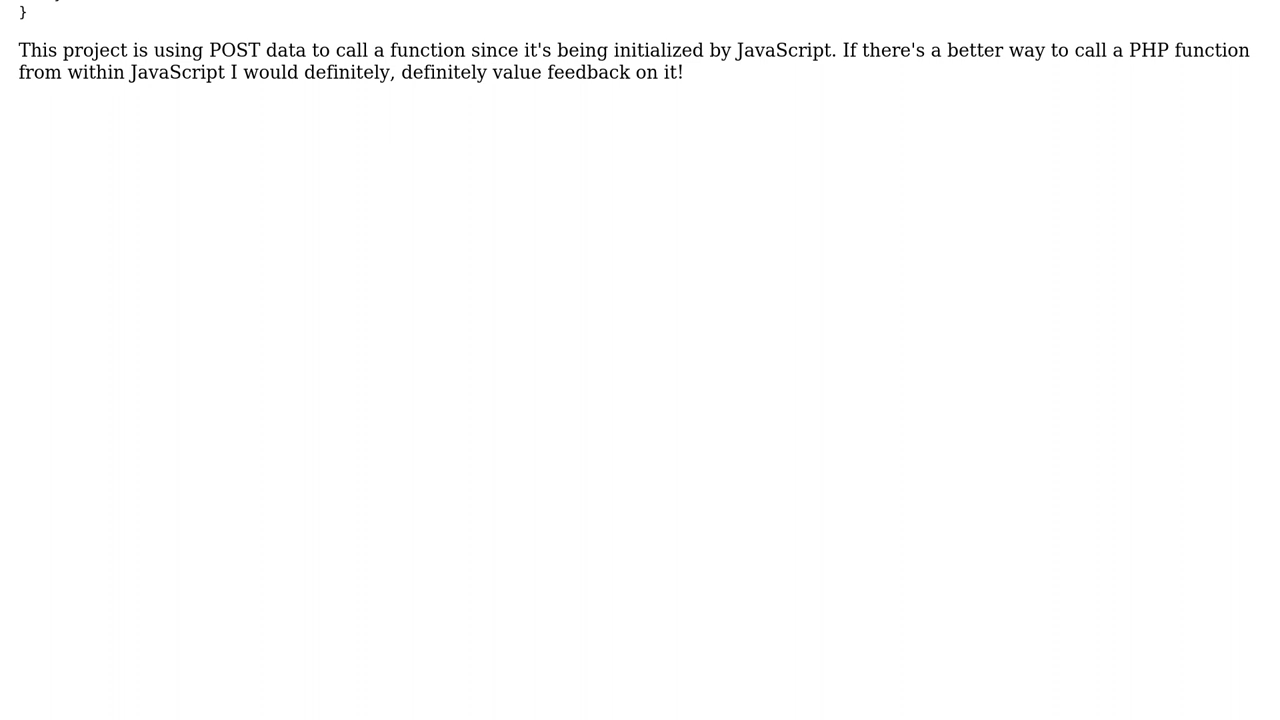 }
This project is using POST data to call a function since it's being initialized by JavaScript. If there's a better way to call a PHP function
from within JavaScript I would definitely, definitely value feedback on it!